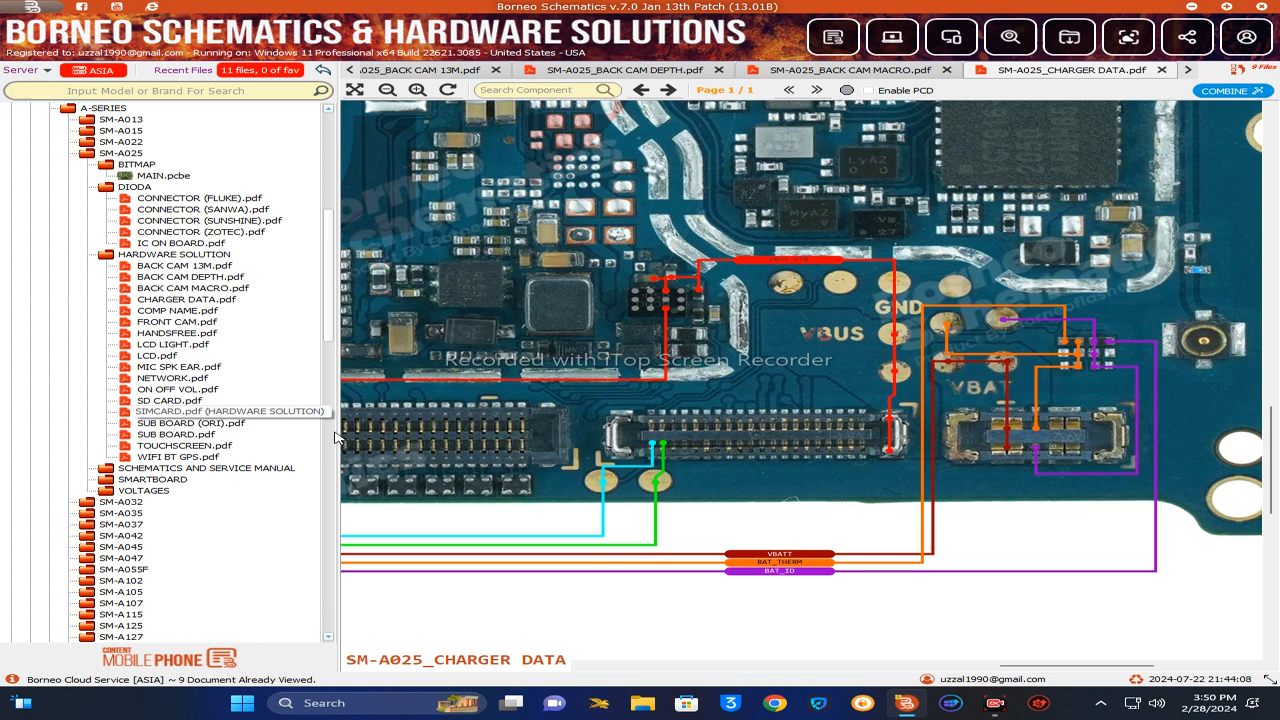 Borneo Schematics v.7.0 Jan 13th Patch (13.01B)
BORNEO SCHEMATICS & HARDWARE SOLUTIONS
Registered to: uzzal1990@gmail.com - Running on: Windows 11 Professional x64 Build 22621.3085 - United States - USA
Server
ASIA
Recent Files
11 files, 0 of fav
A025_BACK CAM 13M.pdf
SM-A025_BACK CAM DEPTH.pdf
SM-A025_BACK CAM MACRO.pdf
SM-A025_CHARGER DATA.pdf
9 Files
Input Model or Brand For Search
Search Component
Page 1 / 1
Enable PCD
COMBINE
A-SERIES
SM-A013
SM-A015
SM-A022
SM-A025
BITMAP
MAIN.pcbe
DIODA
CONNECTOR (FLUKE).pdf
CONNECTOR (SANWA).pdf
CONNECTOR (SUNSHINE).pdf
CONNECTOR (ZOTEC).pdf
IC ON BOARD.pdf
HARDWARE SOLUTION
BACK CAM 13M.pdf
BACK CAM DEPTH.pdf
BACK CAM MACRO.pdf
CHARGER DATA.pdf
COMP NAME.pdf
FRONT CAM.pdf
HANDSFREE.pdf
LCD LIGHT.pdf
LCD.pdf
MIC SPK EAR.pdf
NETWORK.pdf
ON OFF VOL.pdf
SD CARD.pdf
SIMCARD.pdf (HARDWARE SOLUTION)
SUB BOARD (ORI).pdf
SUB BOARD.pdf
TOUCHSCREEN.pdf
WIFI BT GPS.pdf
SCHEMATICS AND SERVICE MANUAL
SMARTBOARD
VOLTAGES
SM-A032
SM-A035
SM-A037
SM-A042
SM-A045
SM-A047
SM-A055F
SM-A102
SM-A105
SM-A107
SM-A115
SM-A125
SM-A127
CONTENT
MOBILE PHONE
VBUS_USB
GND
VBUS
VBAT
Recorded with iTop Screen Recorder
VBATT
BAT_THERM
BAT_ID
SM-A025_CHARGER DATA
Borneo Cloud Service [ASIA] ~ 9 Document Already Viewed.
uzzal1990@gmail.com
2024-07-22 21:44:08
Search
3:50 PM
2/28/2024